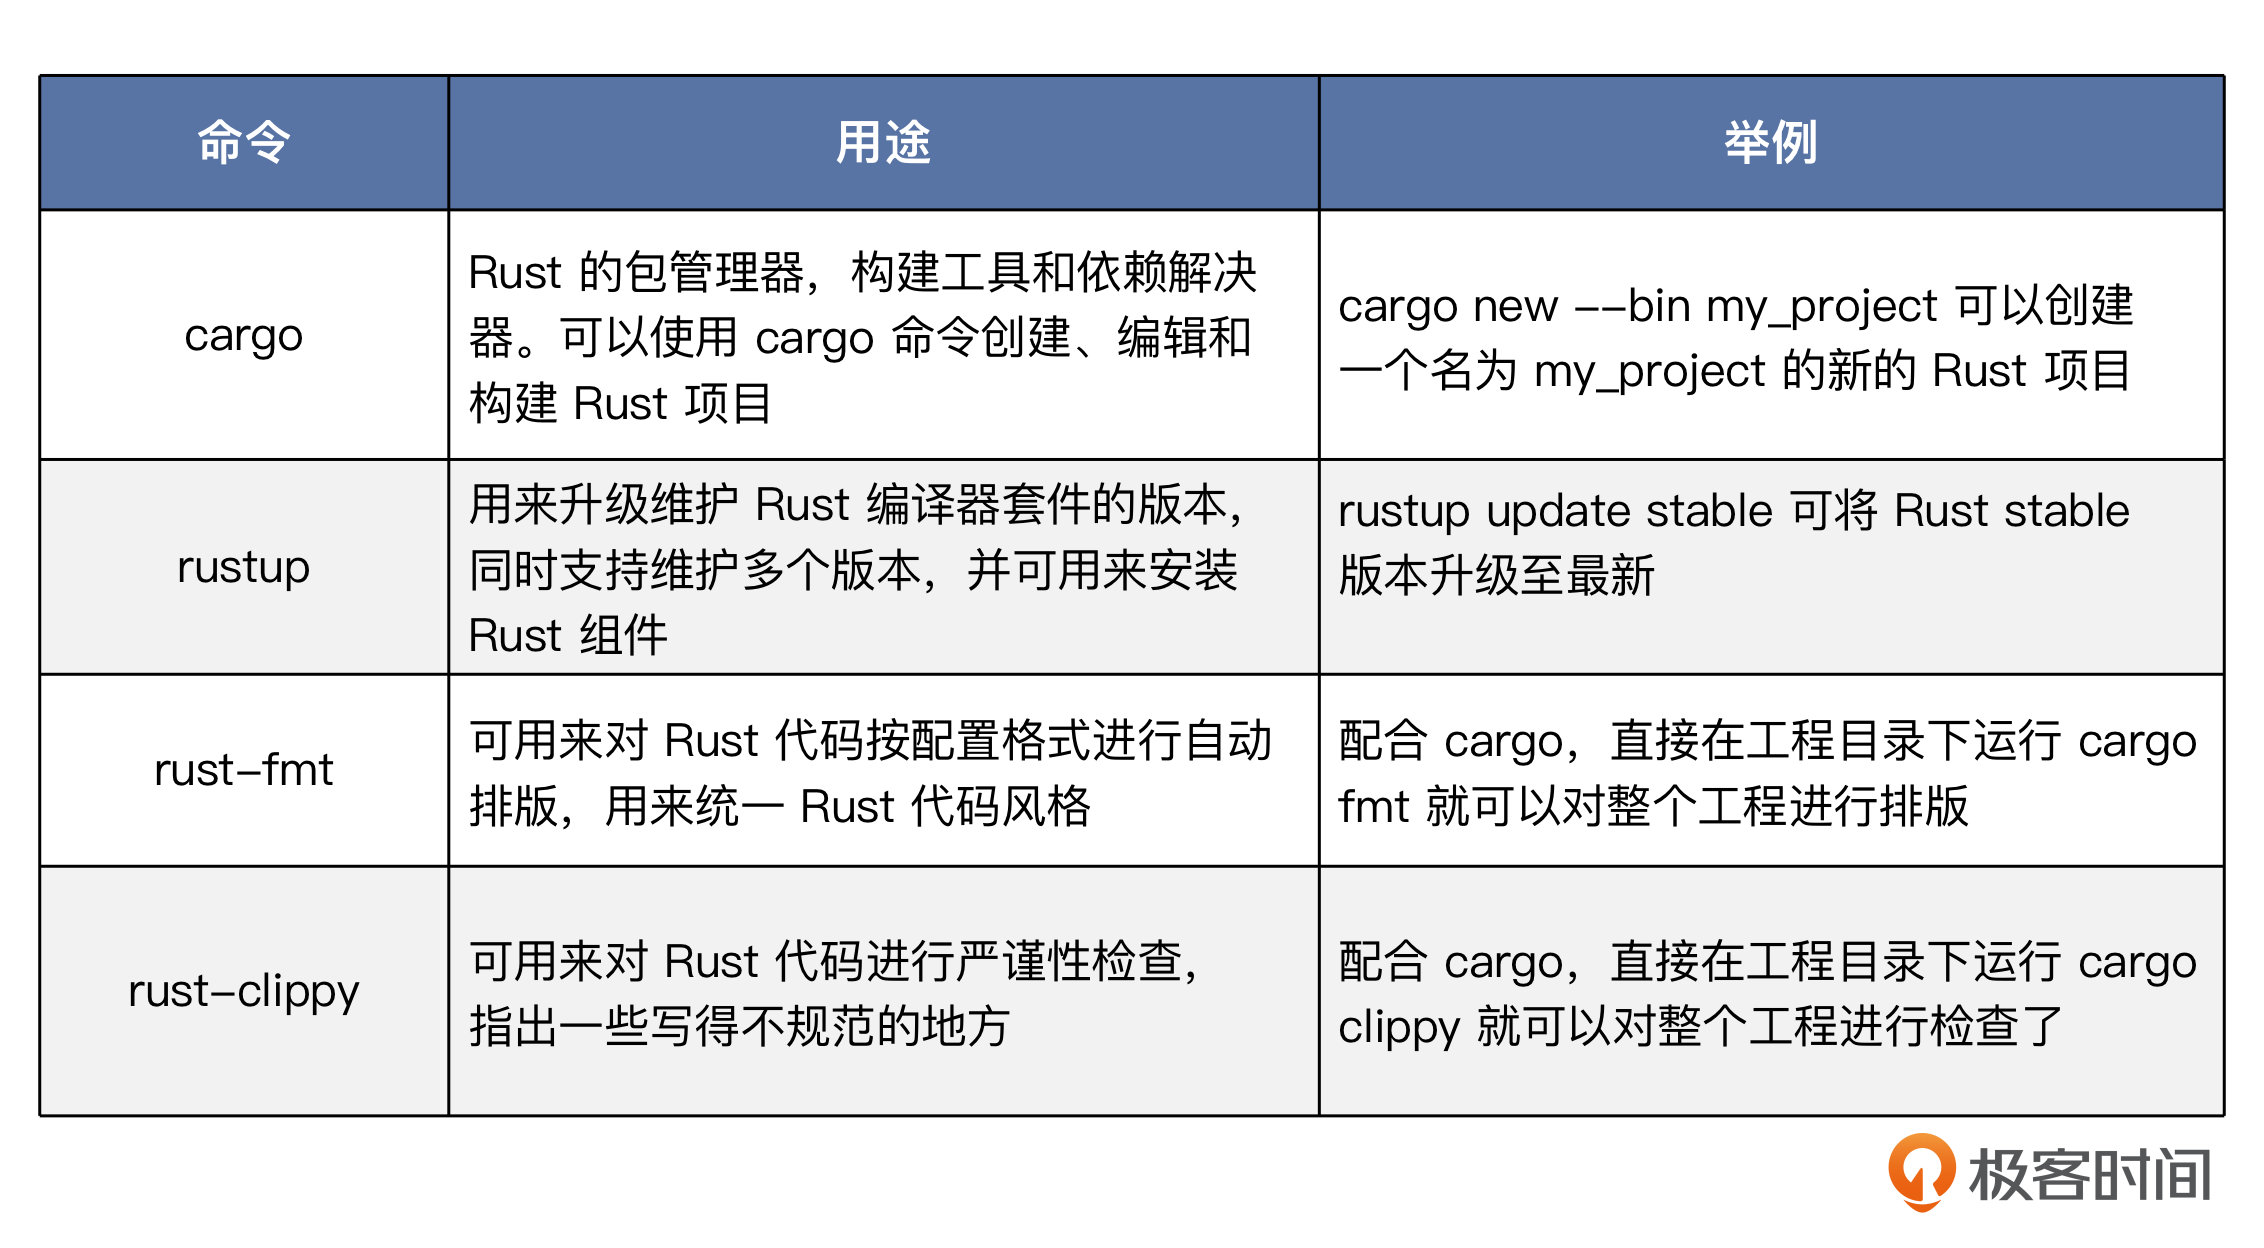 命令
用途
举例
cargo
Rust 的包管理器，构建工具和依赖解决
器。可以使用 cargo 命令创建、编辑和
构建 Rust 项目
cargo new --bin my_project 可以创建
一个名为 my_project 的新的 Rust 项目
rustup
用来升级维护 Rust 编译器套件的版本，
同时支持维护多个版本，并可用来安装
Rust 组件
rustup update stable 可将 Rust stable
版本升级至最新
rust-fmt
可用来对 Rust 代码按配置格式进行自动
排版，用来统一 Rust 代码风格
配合 cargo，直接在工程目录下运行 cargo
fmt 就可以对整个工程进行排版
rust-clippy
可用来对 Rust 代码进行严谨性检查，
指出一些写得不规范的地方
配合 cargo，直接在工程目录下运行 cargo
clippy 就可以对整个工程进行检查了
极客时间